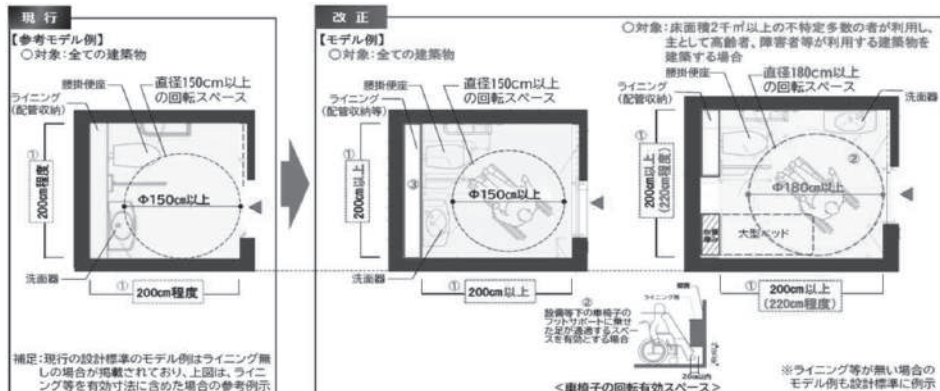 現行
【参考モデル例】
○対象：全ての建築物
腰掛便座
直径150cm以上
の回転スペース
ライニング
(配管収納)
①
200cm程度
Φ150cm以上
洗面器
①
200cm程度
補足：現行の設計標準のモデル例はライニング無
しの場合が掲載されており、上図は、ライニ
ング等を有効寸法に含めた場合の参考例示
改正
【モデル例】
○対象：全ての建築物
腰掛便座
直径150cm以上
の回転スペース
ライニング
(配管収納等)
①
200cm以上
③
Φ150cm以上
①
200cm以上
②
設備等下の車椅子の
フットサポートに乗せ
た足が通過するスペー
スを有効とする場合
ライニング等
20cm以内
<車椅子の回転有効スペース>
○対象：床面積2千㎡以上の不特定多数の者が利用し、
主として高齢者、障害者等が利用する建築物を
建築する場合
腰掛便座
直径180cm以上
の回転スペース
洗面器
ライニング
(配管収納)
①
200cm以上
(220cm程度)
②
Φ180cm以上
大型ベッド
①
200cm以上
(220cm程度)
※ライニング等が無い場合の
モデル例も設計標準に例示